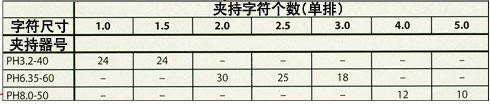 夹持字符个数(单排)
字符尺寸 1.0 1.5 2.0 2.5 3.0 4.0 5.0
夹持器号
PH3.2-40 24 24 – – – – –
PH6.35-60 – – 30 25 18 – –
PH8.0-50 – – – – – 12 10